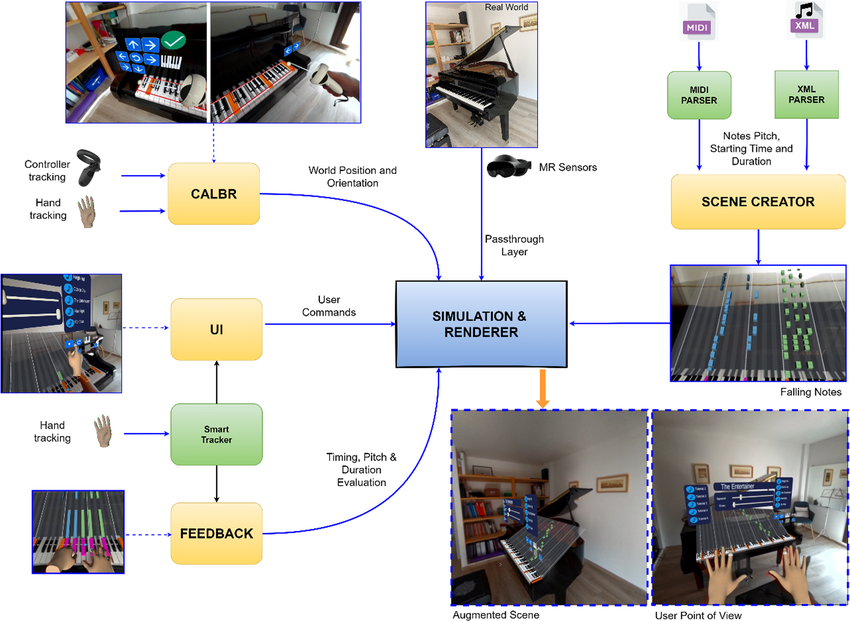 Real World
MIDI
XML
MIDI
PARSER
XML
PARSER
Notes Pitch,
Starting Time and
Duration
SCENE CREATOR
Controller
tracking
Hand
tracking
CALBR
World Position and
Orientation
MR Sensors
Passthrough
Layer
UI
User
Commands
SIMULATION &
RENDERER
Falling Notes
Hand
tracking
Smart
Tracker
Timing, Pitch &
Duration
Evaluation
FEEDBACK
The Entertainer
Augmented Scene
User Point of View